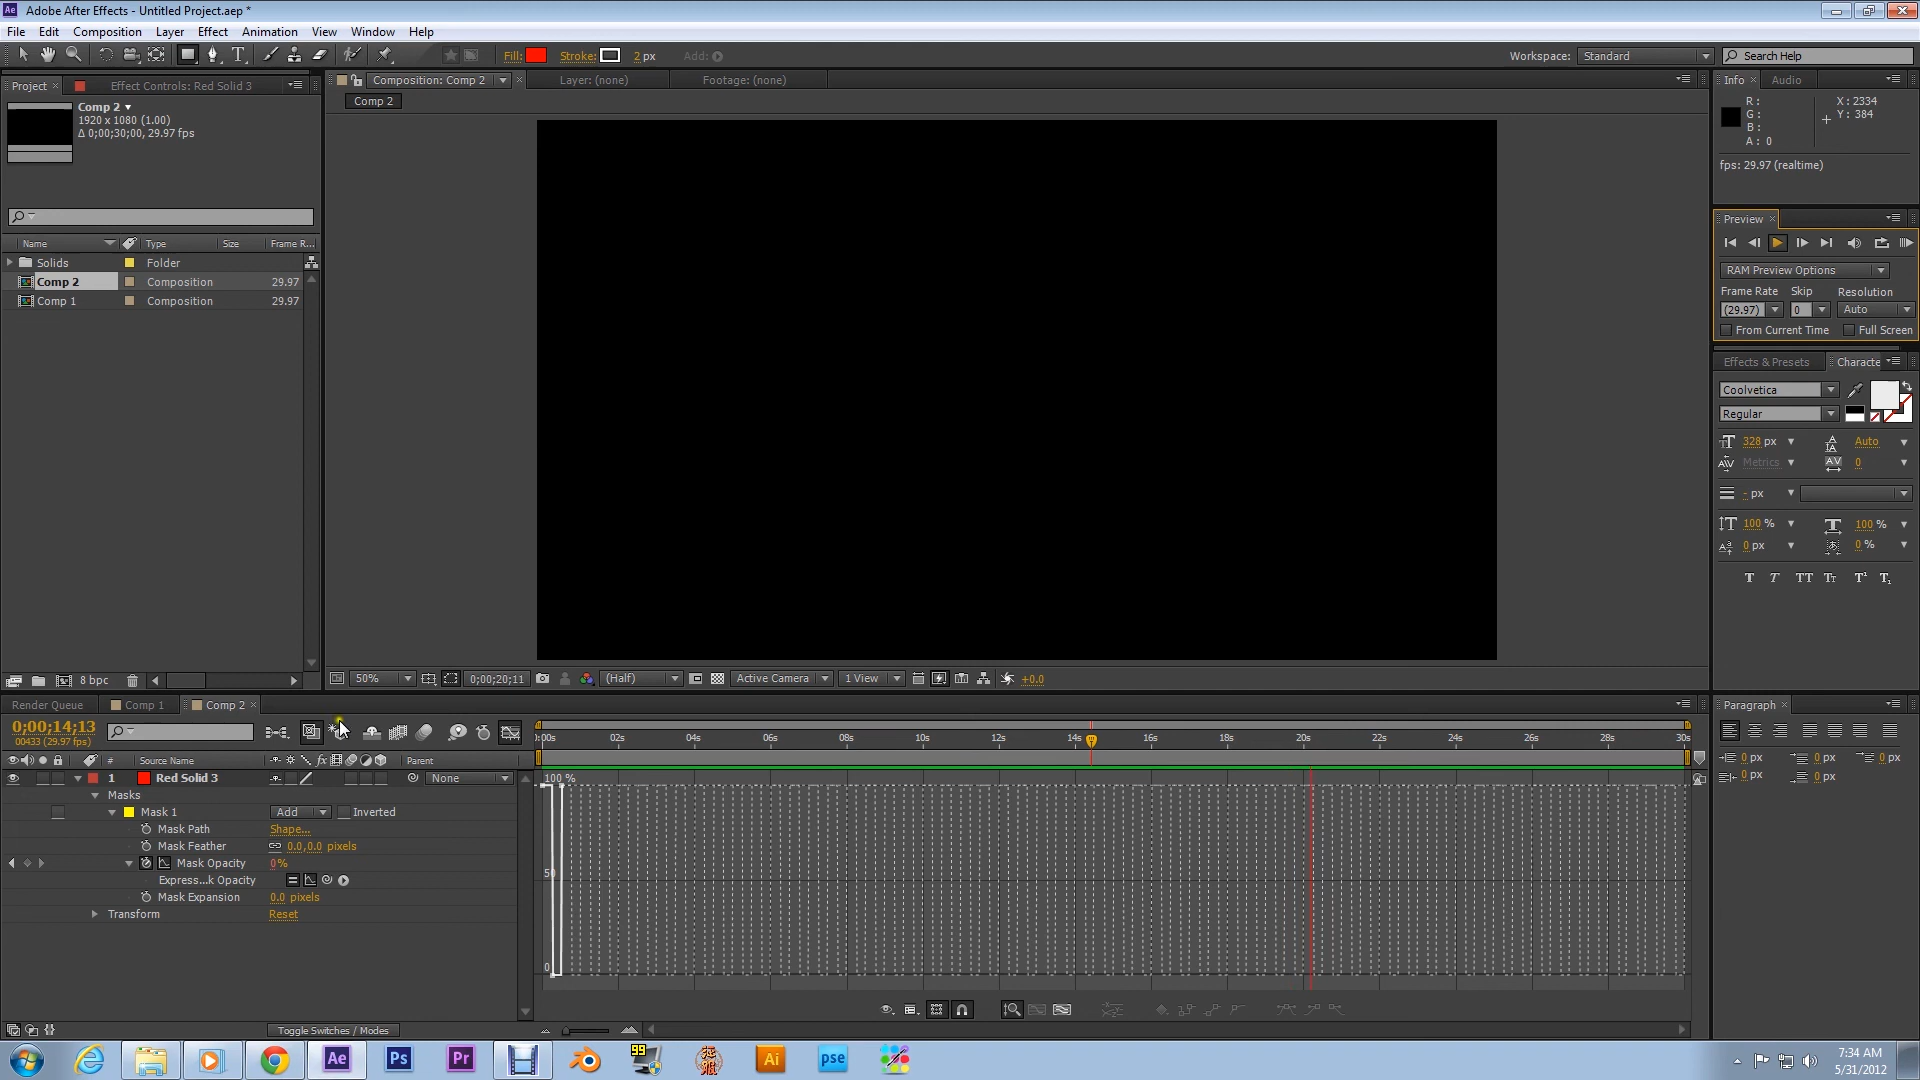 Adobe After Effects - Untitled Project.aep *
File Edit Composition Layer Effect Animation View Window Help
Fill: Stroke: 2 px Add:
Workspace: Standard Search Help
Project Effect Controls: Red Solid 3
Composition: Comp 2 Layer: (none) Footage: (none)
Info Audio
Comp 2
Comp 2
1920 x 1080 (1.00)
Δ 0;00;30;00, 29.97 fps
R :
G :
B :
A : 0
X : 2334
Y : 384
fps: 29.97 (realtime)
Preview
RAM Preview Options
Frame Rate Skip Resolution
(29.97) 0 Auto
From Current Time Full Screen
Name Type Size Frame R...
Solids Folder
Comp 2 Composition 29.97
Comp 1 Composition 29.97
Effects & Presets Characte
Coolvetica
Regular
328 px Auto
Metrics 0
- px
100 % 100 %
0 px 0 %
T T TT Tt T¹ T₁
8 bpc
50% 0;00;20;11 (Half) Active Camera 1 View +0.0
Render Queue Comp 1 Comp 2
0;00;14;13
00433 (29.97 fps)
:00s 02s 04s 06s 08s 10s 12s 14s 16s 18s 20s 22s 24s 26s 28s 30s
# Source Name Parent
1 Red Solid 3 None
Masks
Mask 1 Add Inverted
Mask Path Shape...
Mask Feather 0.0,0.0 pixels
Mask Opacity 0%
Express...k Opacity
Mask Expansion 0.0 pixels
Transform Reset
100 %
50
0
Toggle Switches / Modes
Paragraph
0 px 0 px 0 px
0 px 0 px
Ae Ps Pr 99 Ai pse
7:34 AM
5/31/2012